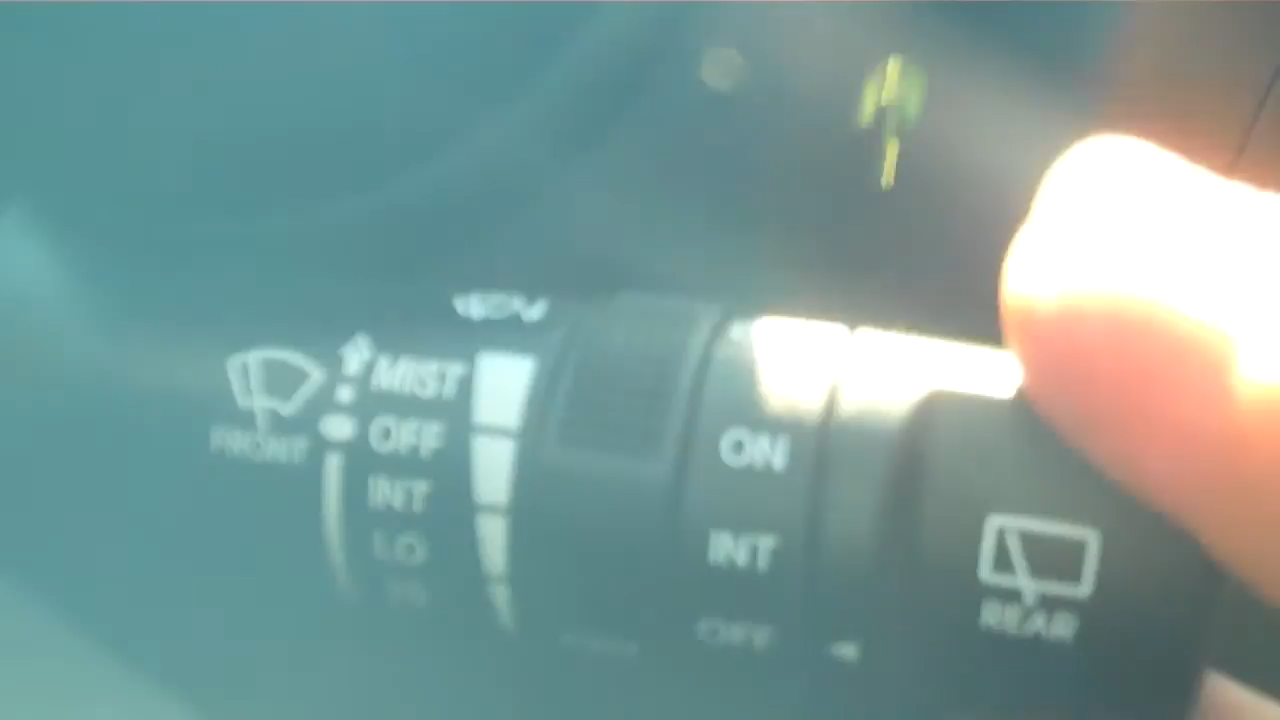 FRONT
MIST
OFF
INT
LO
ON
INT
OFF
REAR